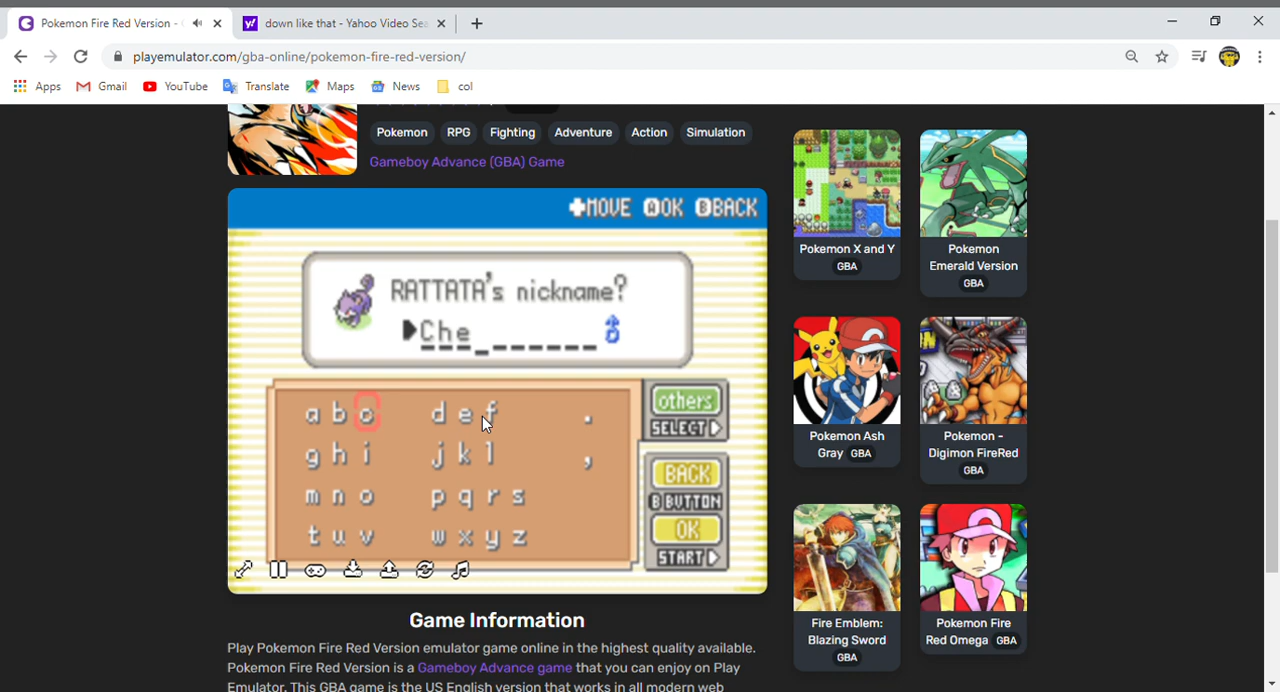 Pokemon Fire Red Version -
down like that - Yahoo Video Sea
playemulator.com/gba-online/pokemon-fire-red-version/
Apps Gmail YouTube Translate Maps News col
Pokemon RPG Fighting Adventure Action Simulation
Gameboy Advance (GBA) Game
MOVE A OK B BACK
RATTATA's nickname?
Che
a b c d e f .
g h i j k l ,
m n o p q r s
t u v w x y z
others
SELECT
BACK
B BUTTON
OK
START
Game Information
Play Pokemon Fire Red Version emulator game online in the highest quality available.
Pokemon Fire Red Version is a Gameboy Advance game that you can enjoy on Play
Emulator. This GBA game is the US English version that works in all modern web
Pokemon X and Y
GBA
Pokemon
Emerald Version
GBA
Pokemon Ash
Gray GBA
Pokemon -
Digimon FireRed
GBA
Fire Emblem:
Blazing Sword
GBA
Pokemon Fire
Red Omega GBA